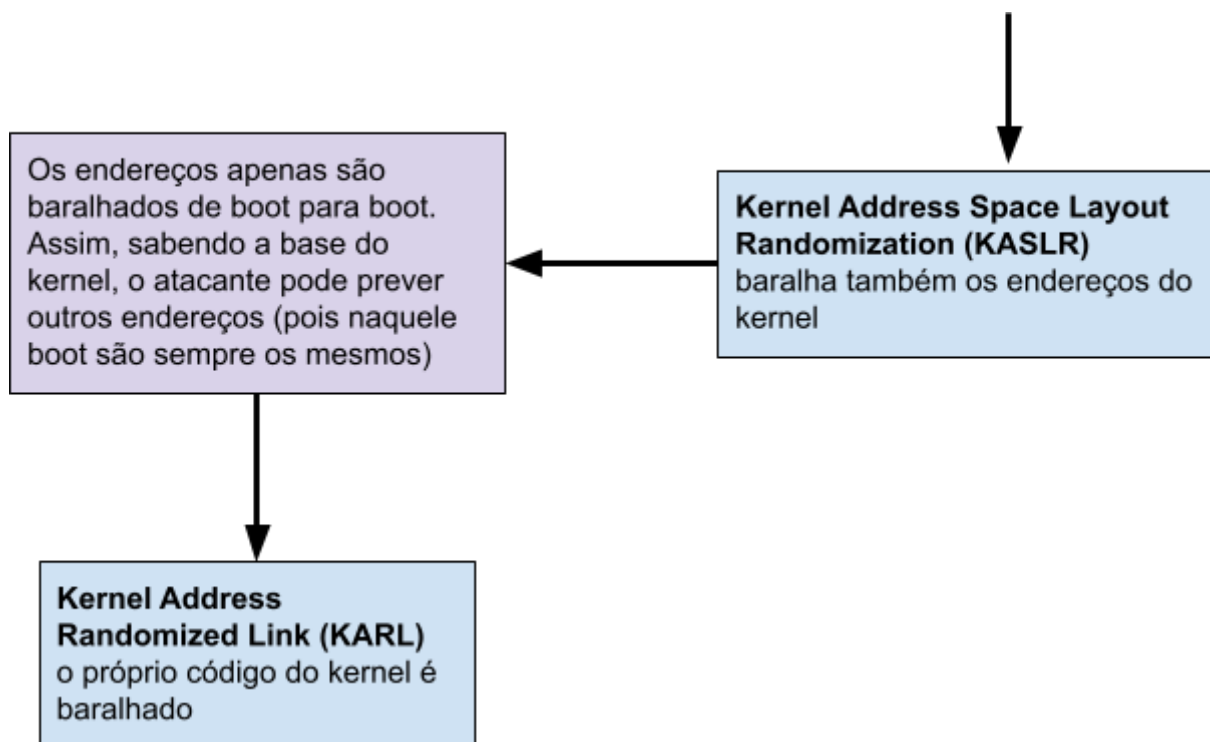 Kernel Address Space Layout
Randomization (KASLR)
baralha também os endereços do
kernel
Os endereços apenas são
baralhados de boot para boot.
Assim, sabendo a base do
kernel, o atacante pode prever
outros endereços (pois naquele
boot são sempre os mesmos)
Kernel Address
Randomized Link (KARL)
o próprio código do kernel é
baralhado